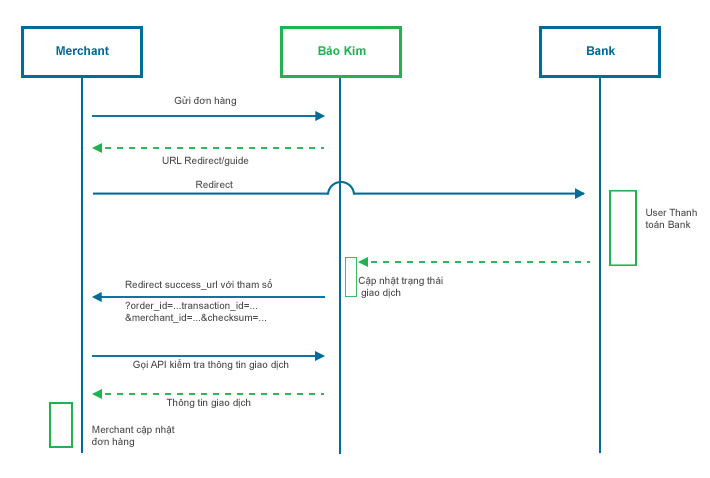 Merchant
Bảo Kim
Bank
Gửi đơn hàng
URL Redirect/guide
Redirect
User Thanh
toán Bank
Cập nhật trạng thái
giao dịch
Redirect success_url với tham số
?order_id=...transaction_id=...
&merchant_id=...&checksum=...
Gọi API kiểm tra thông tin giao dịch
Thông tin giao dịch
Merchant cập nhật
đơn hàng